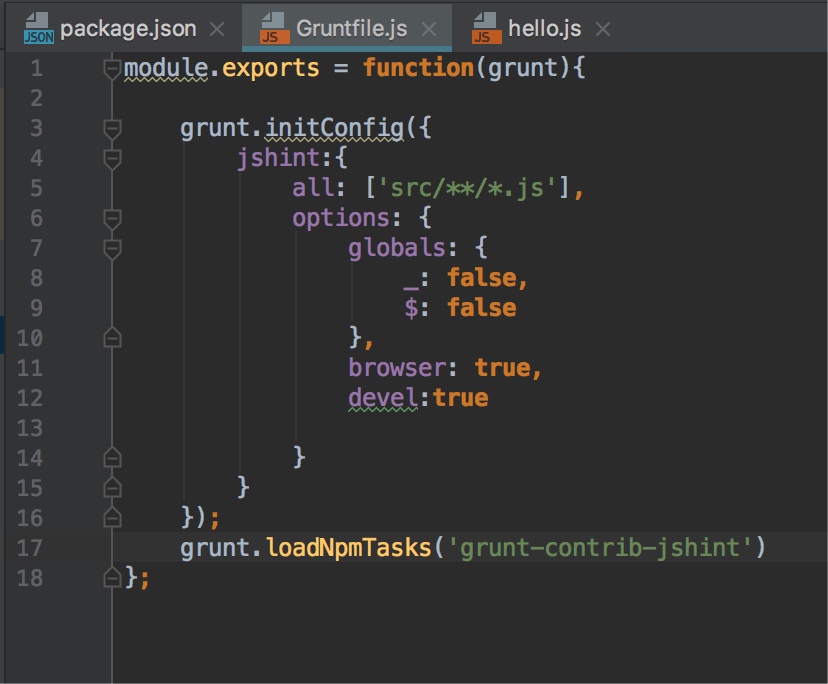 JSON package.json × JS Gruntfile.js × JS hello.js ×
1 module.exports = function(grunt){
2
3     grunt.initConfig({
4         jshint:{
5             all: ['src/**/*.js'],
6             options: {
7                 globals: {
8                     _: false,
9                     $: false
10                 },
11                 browser: true,
12                 devel:true
13
14             }
15         }
16     });
17     grunt.loadNpmTasks('grunt-contrib-jshint')
18 };